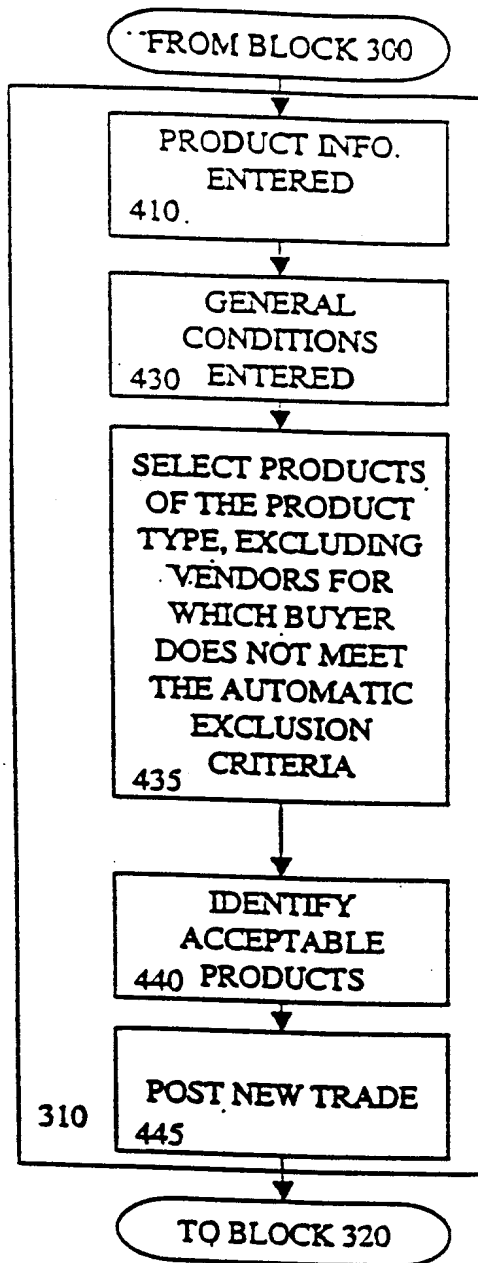 FROM BLOCK 300
PRODUCT INFO.
ENTERED
410.
GENERAL
CONDITIONS
430 ENTERED
SELECT PRODUCTS
OF THE PRODUCT
TYPE, EXCLUDING
VENDORS FOR
WHICH BUYER
DOES NOT MEET
THE AUTOMATIC
EXCLUSION
CRITERIA
435
IDENTIFY
ACCEPTABLE
440 PRODUCTS
POST NEW TRADE
310 445
TO BLOCK 320